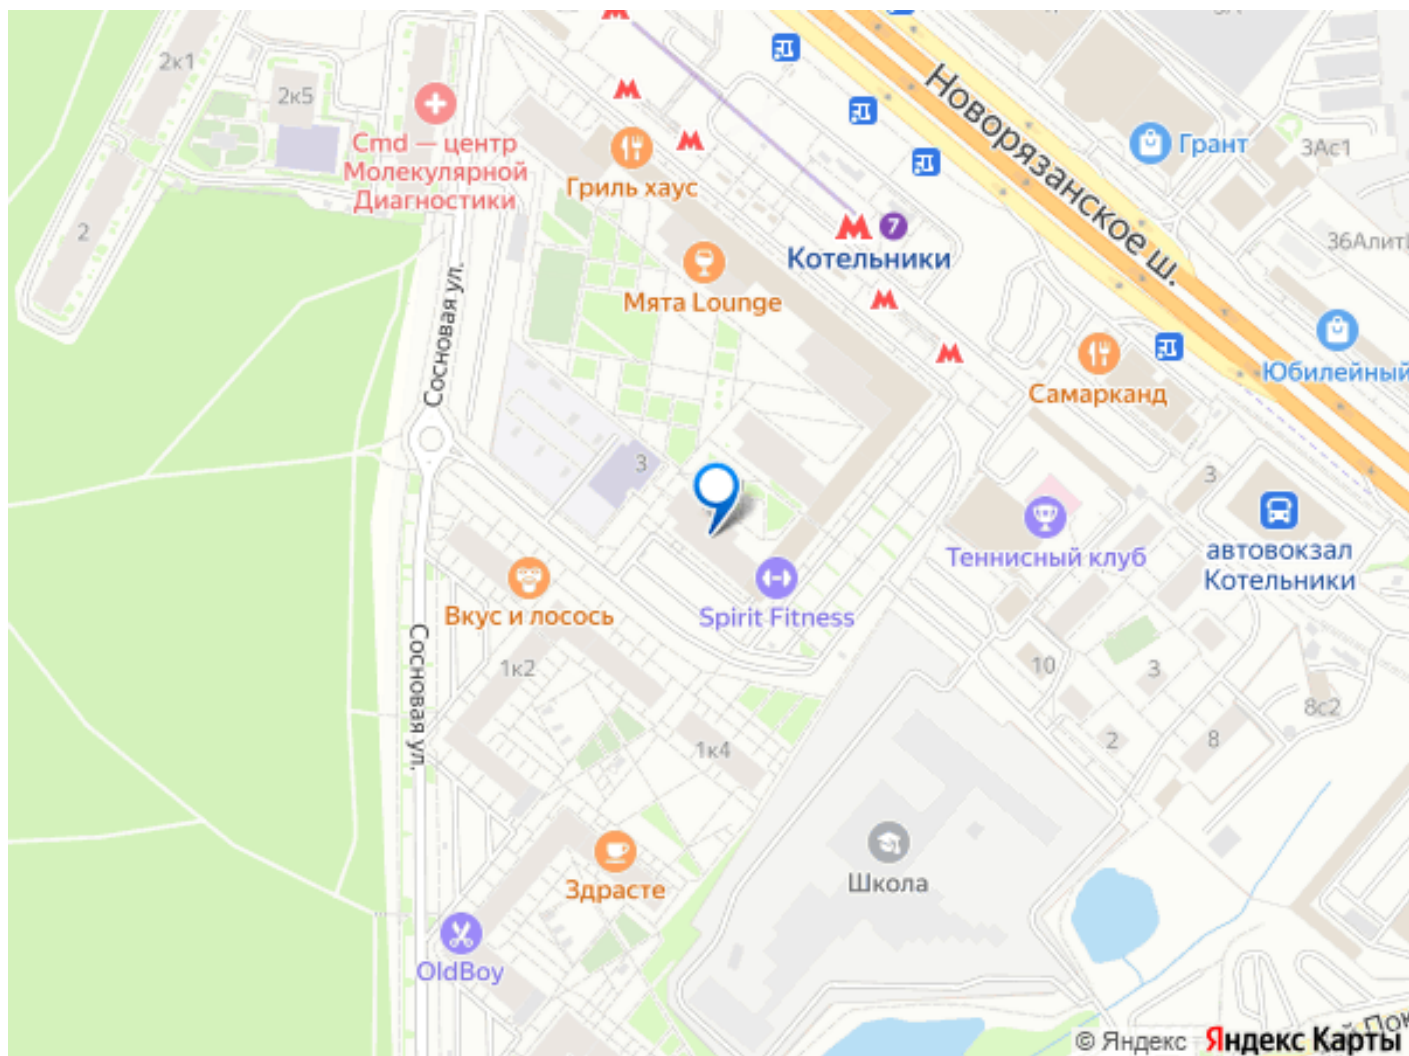 2к1
2к5
Cmd — центр
Молекулярной
Диагностики
2
Гриль хаус
Мята Lounge
7
Котельники
Новорязанское ш.
Грант
3Ас1
Юбилейный
Самарканд
Сосновая ул.
3
3
Теннисный клуб
автовокзал
Котельники
Вкус и лосось
Spirit Fitness
1к2
Сосновая ул.
1к4
10
3
2
8
8с2
Здрасте
Школа
OldBoy
© Яндекс Яндекс Карты